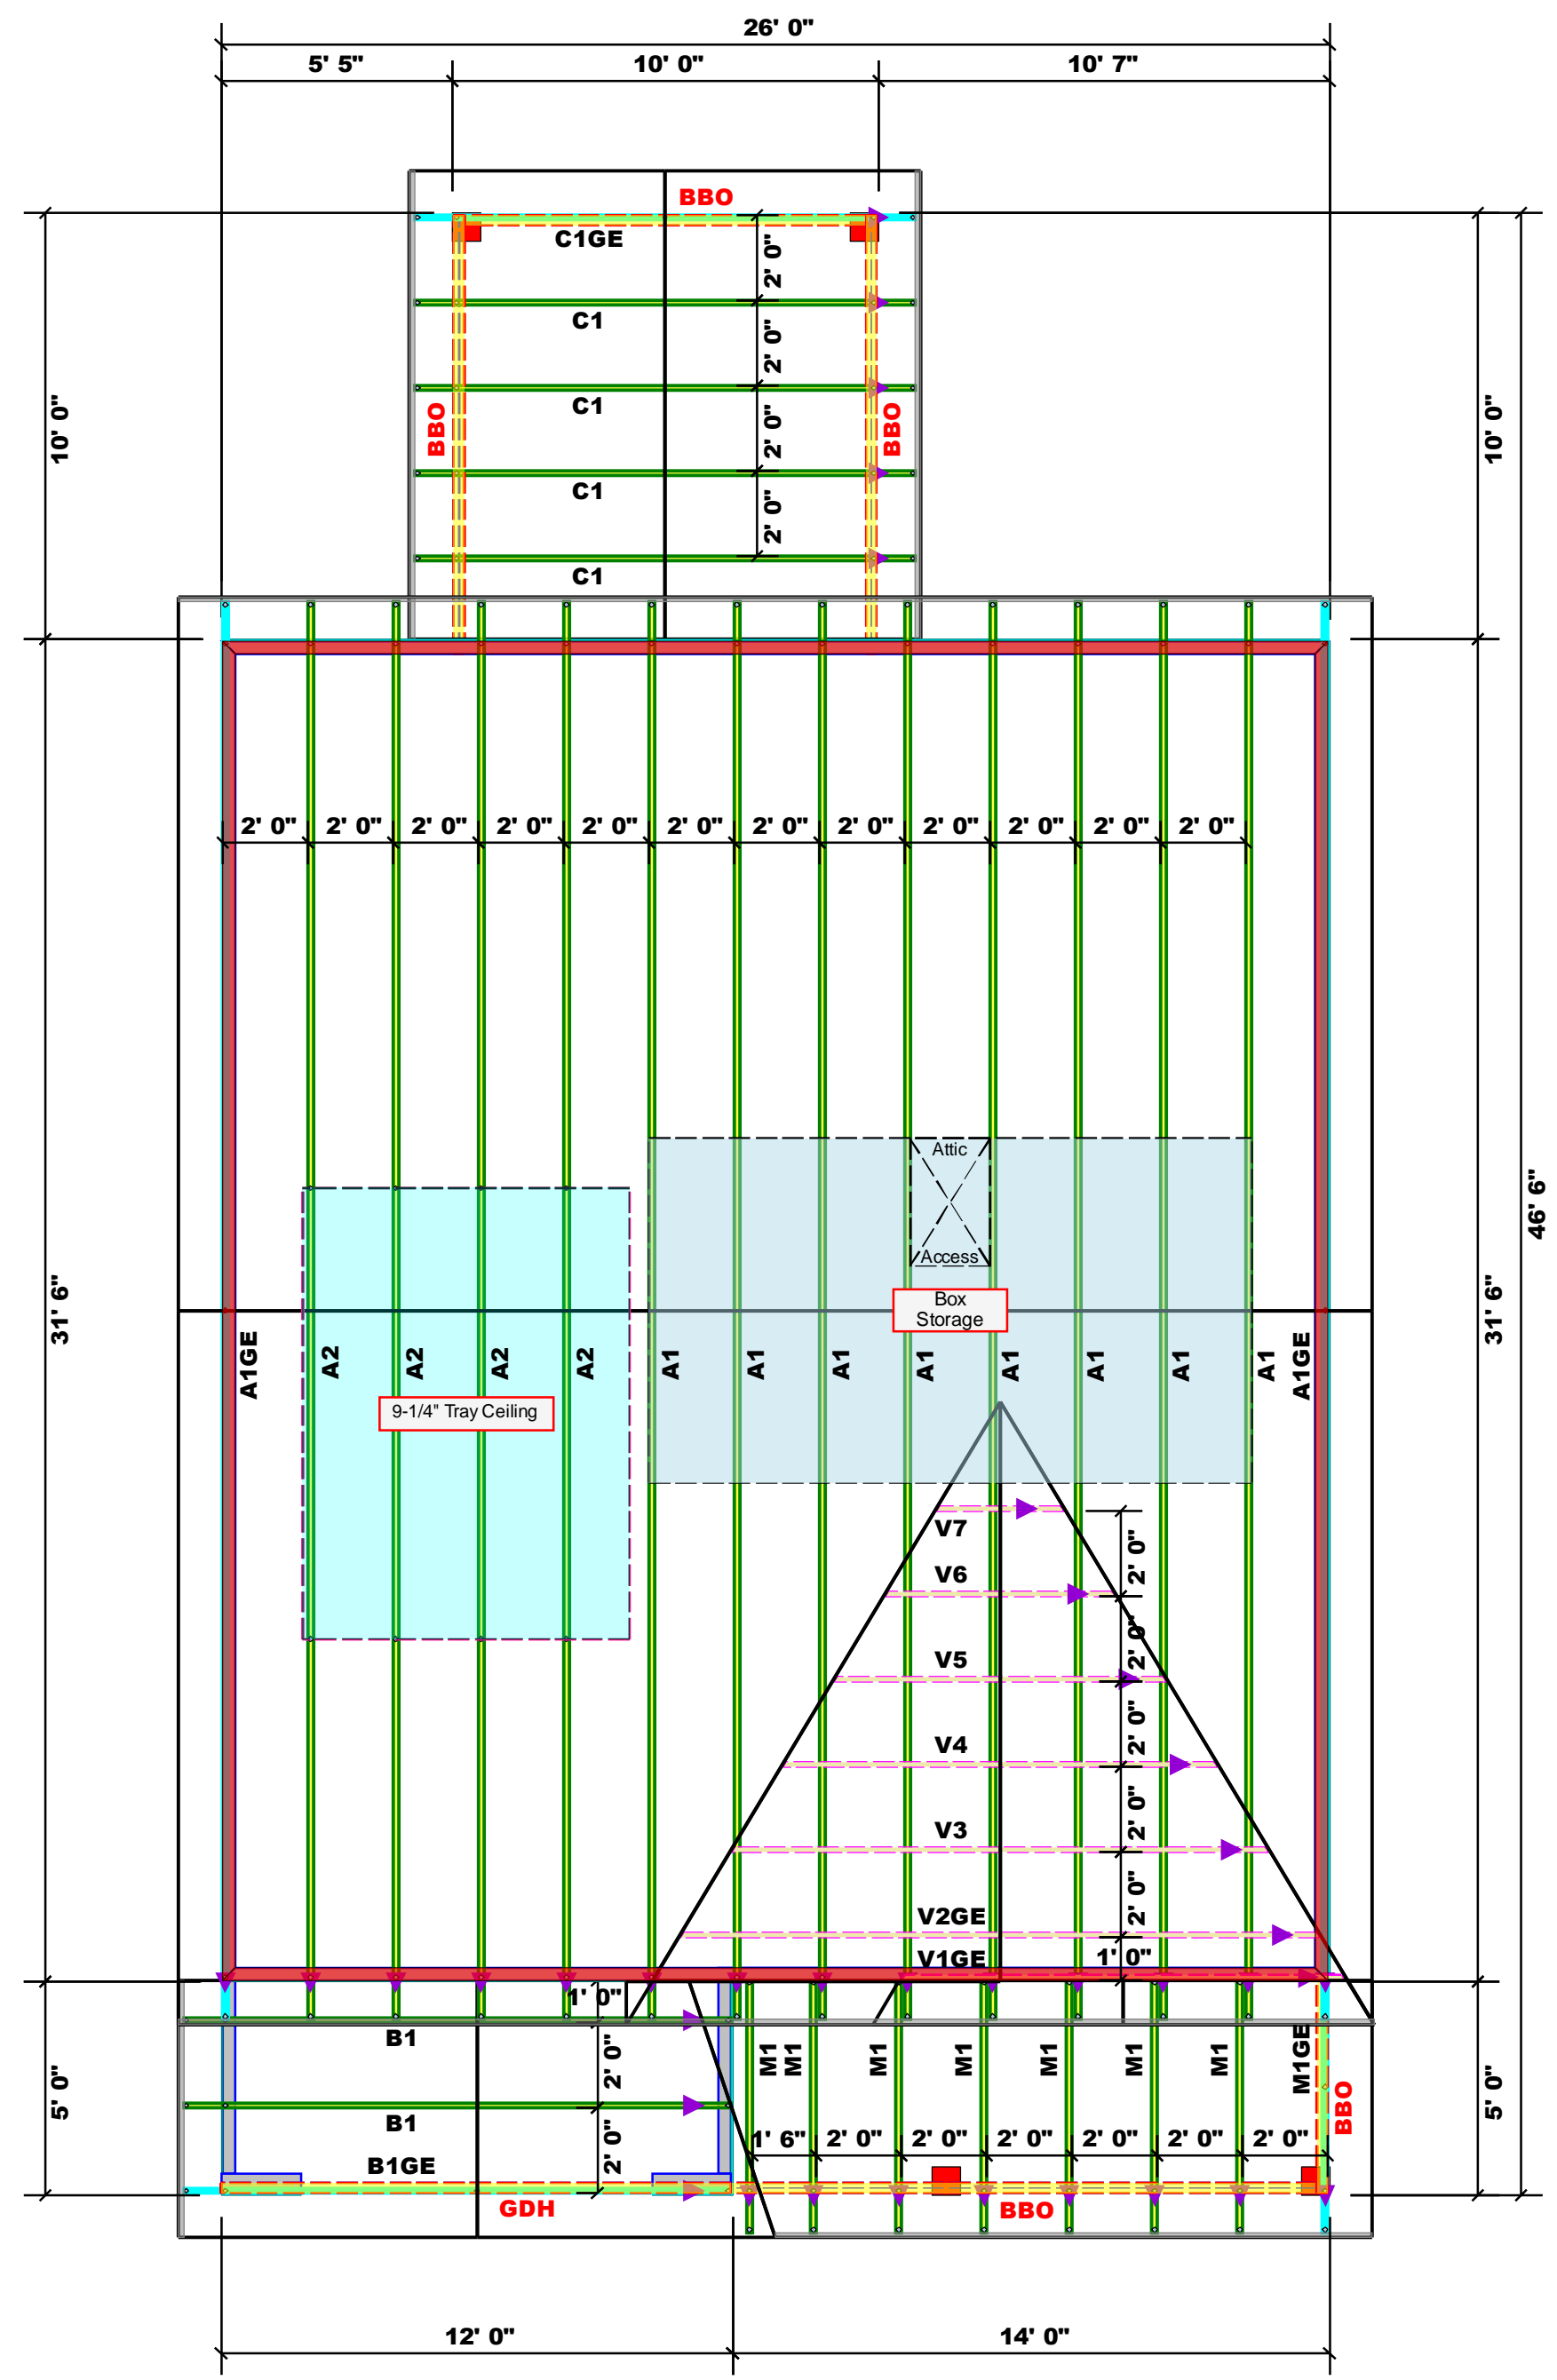 26' 0"
5' 5"
10' 0"
10' 7"
BBO
C1GE
2' 0"
C1
2' 0"
C1
BBO
BBO
2' 0"
10' 0"
10' 0"
C1
2' 0"
C1
2' 0"
2' 0"
2' 0"
2' 0"
2' 0"
2' 0"
2' 0"
2' 0"
2' 0"
2' 0"
2' 0"
2' 0"
Attic
Access
46' 6"
Box
Storage
31' 6"
31' 6"
A1GE
A2
A2
A2
A2
A1
A1
A1
A1
A1
A1
A1
A1
A1GE
9-1/4" Tray Ceiling
V7
2' 0"
V6
2' 0"
V5
2' 0"
V4
2' 0"
V3
2' 0"
V2GE
V1GE
1' 0"
1' 0"
B1
2' 0"
M1
M1
M1
M1
M1
M1
M1
M1GE
BBO
5' 0"
5' 0"
B1
2' 0"
1' 6"
2' 0"
2' 0"
2' 0"
2' 0"
2' 0"
2' 0"
B1GE
GDH
BBO
12' 0"
14' 0"